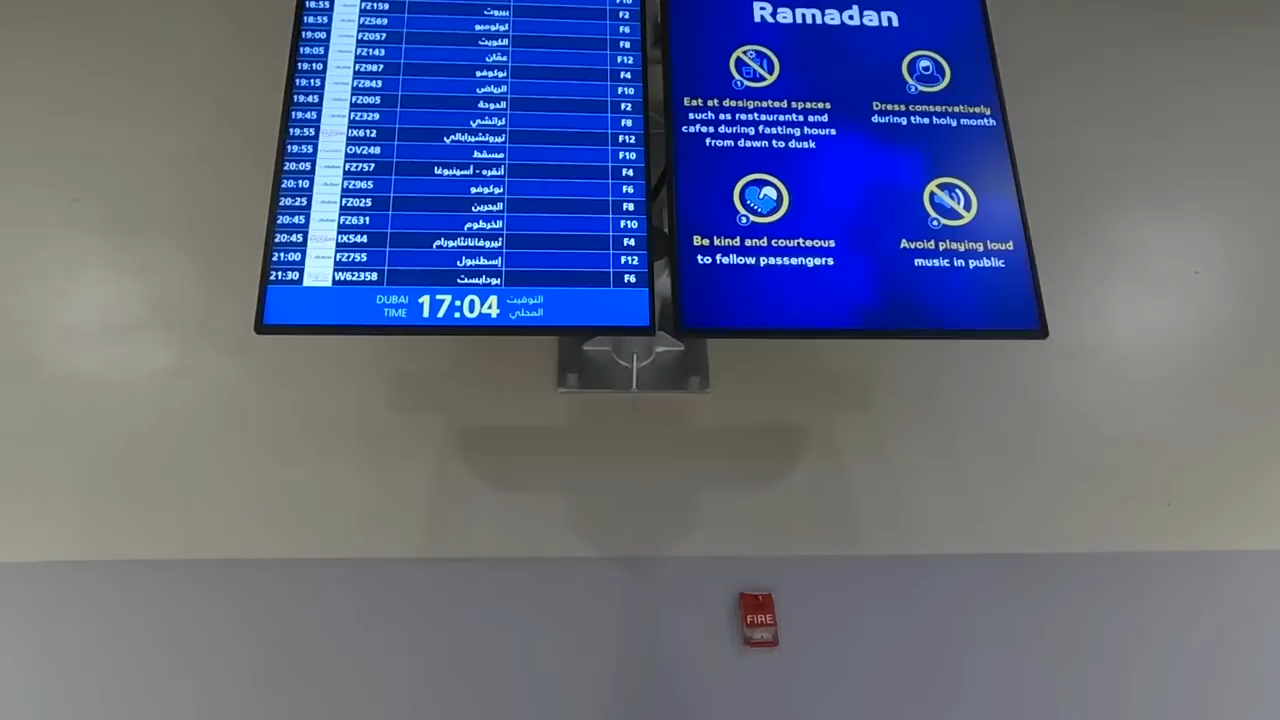 18:55 FZ159 بيروت F10
18:55 FZ569 كولومبو F2
19:00 FZ057 الكويت F6
19:05 FZ143 عمّان F8
19:10 FZ987 نوكوفو F12
19:15 FZ843 الرياض F4
19:45 FZ005 الدوحة F10
19:45 FZ329 كراتشي F2
19:55 IX612 تيروتشيرابالي F8
19:55 OV248 مسقط F12
20:05 FZ757 أنقره - أسينبوغا F10
20:10 FZ965 نوكوفو F4
20:25 FZ025 البحرين F6
20:45 FZ631 الخرطوم F8
20:45 IX544 ثيروفانانثابورام F10
21:00 FZ755 إسطنبول F4
21:30 W62358 بودابست F12
F6
DUBAI TIME 17:04 التوقيت المحلي
Ramadan
1
Eat at designated spaces
such as restaurants and
cafes during fasting hours
from dawn to dusk
2
Dress conservatively
during the holy month
3
Be kind and courteous
to fellow passengers
4
Avoid playing loud
music in public
FIRE